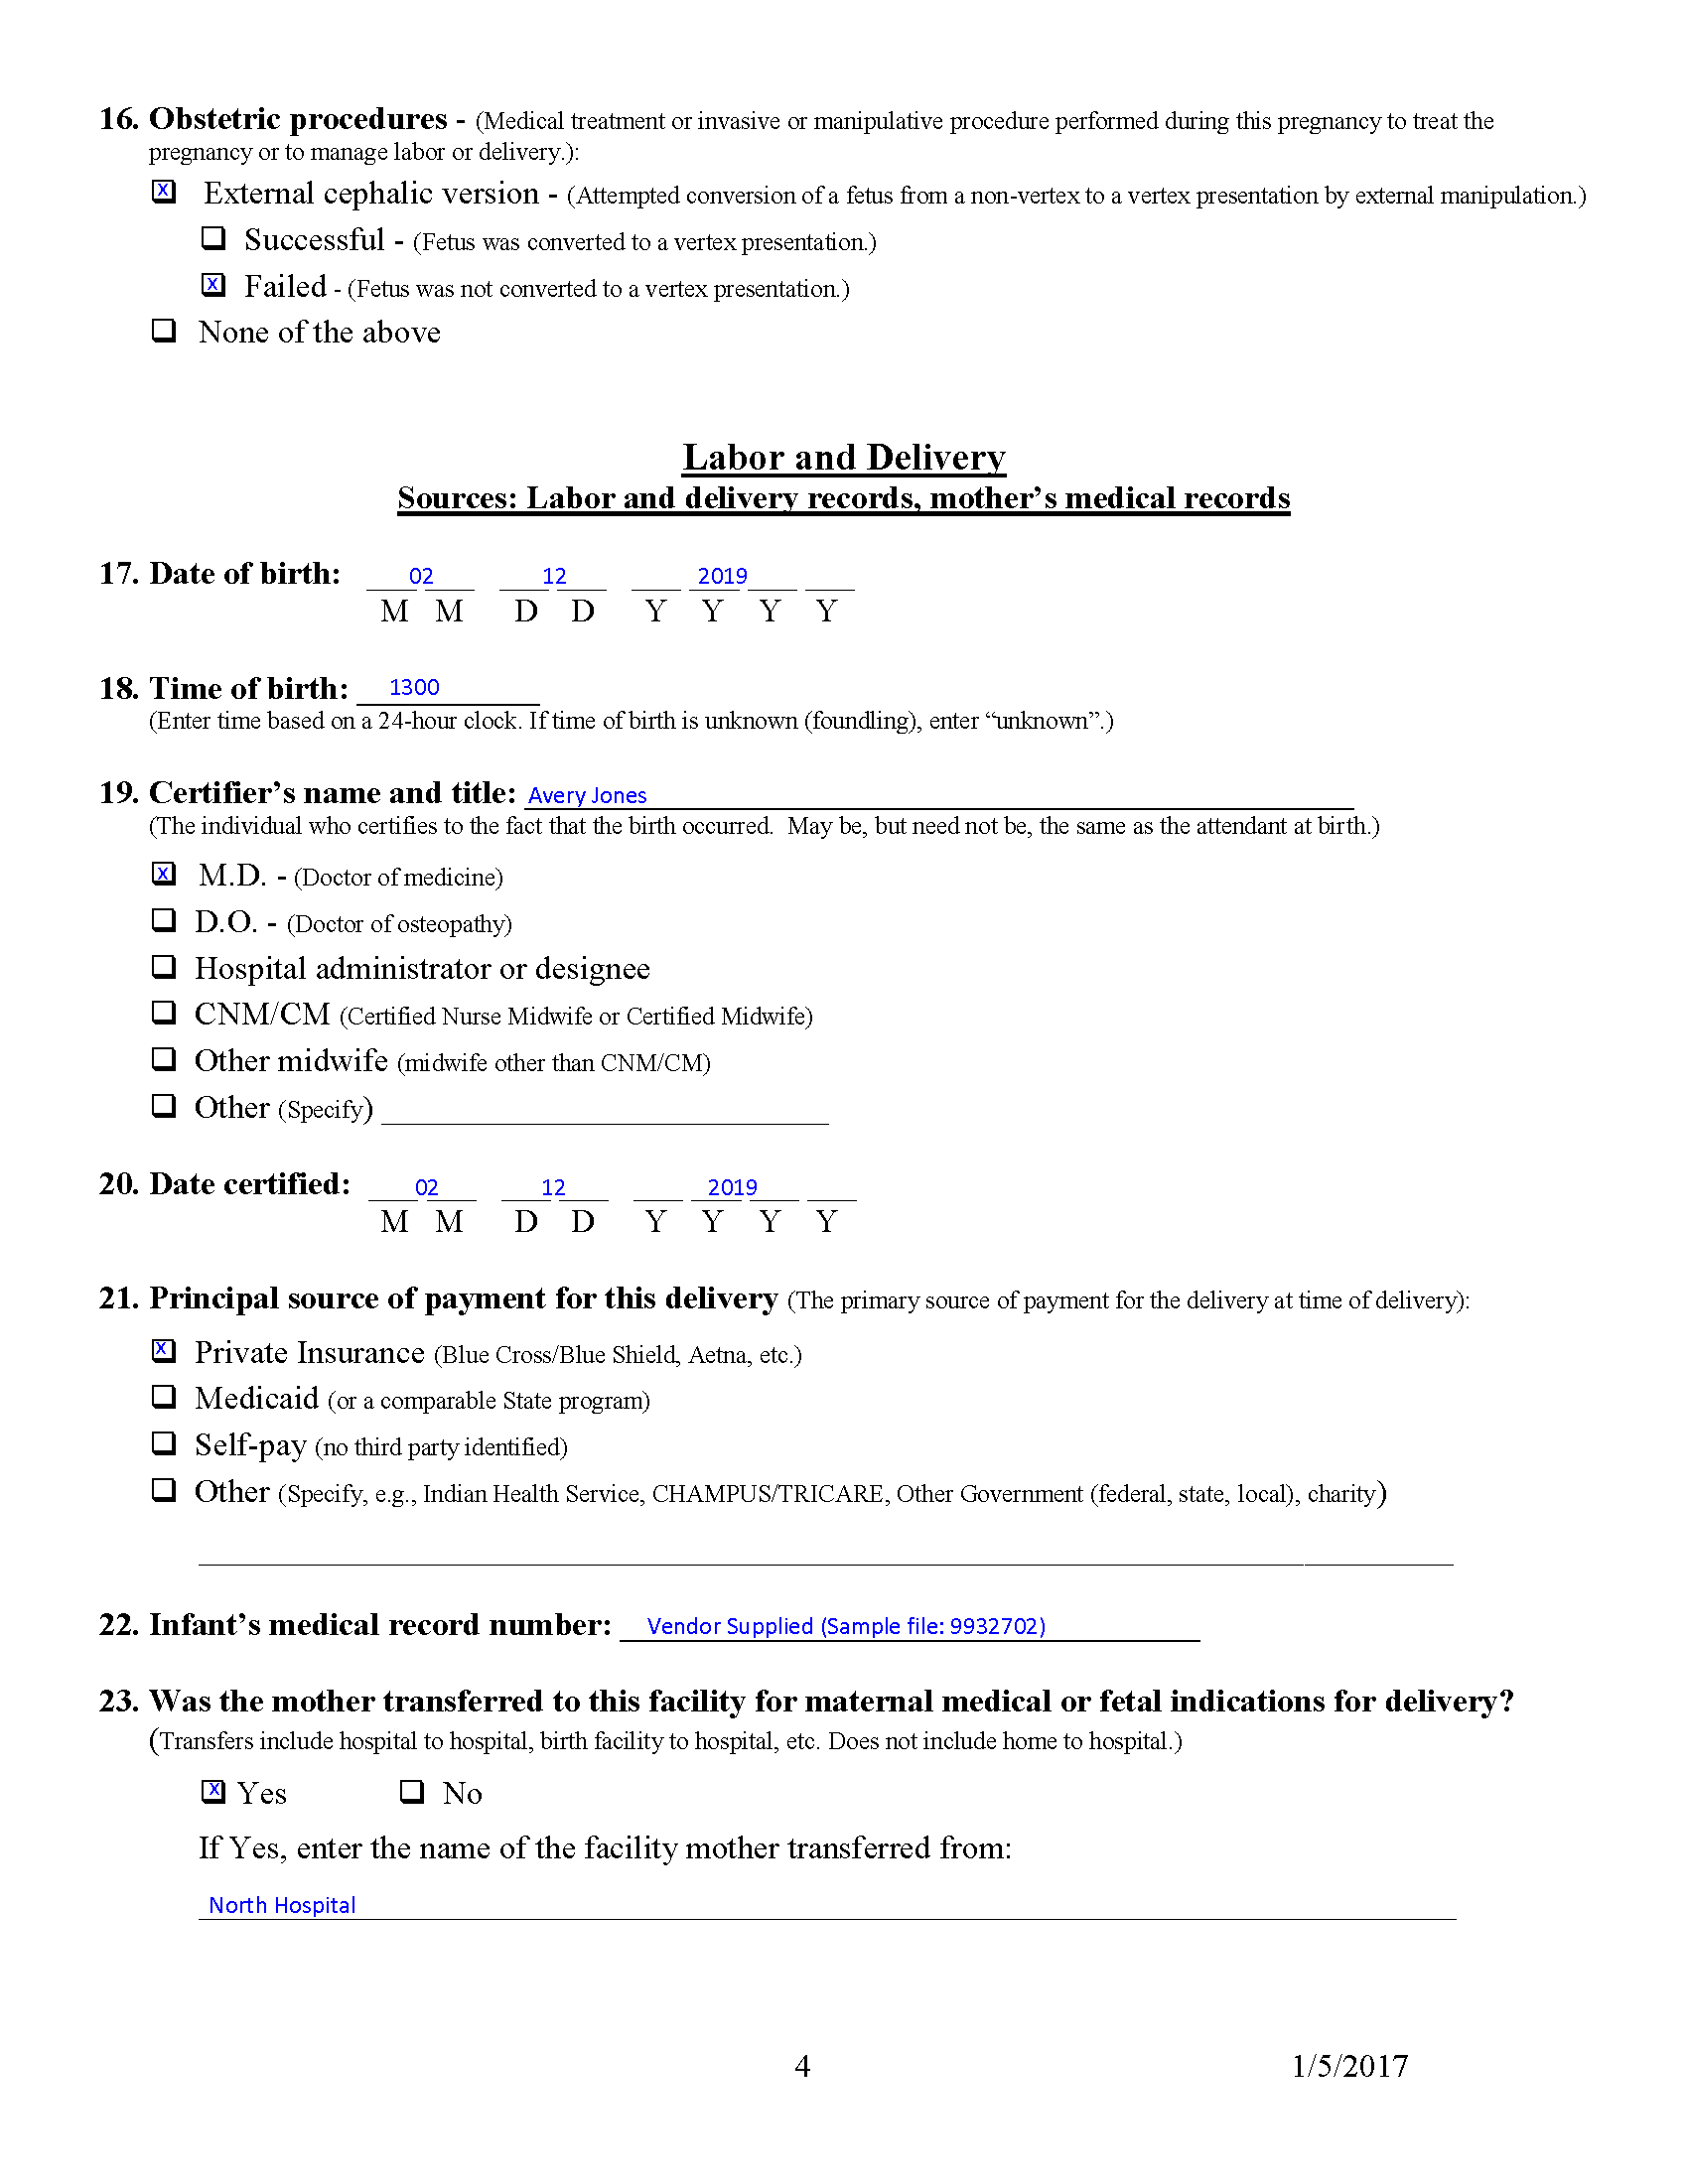 16. Obstetric procedures - (Medical treatment or invasive or manipulative procedure performed during this pregnancy to treat the
pregnancy or to manage labor or delivery.):
☒ External cephalic version - (Attempted conversion of a fetus from a non-vertex to a vertex presentation by external manipulation.)
☐ Successful - (Fetus was converted to a vertex presentation.)
☒ Failed - (Fetus was not converted to a vertex presentation.)
☐ None of the above
Labor and Delivery
Sources: Labor and delivery records, mother’s medical records
17. Date of birth: 02 12 2019
M M D D Y Y Y Y
18. Time of birth: 1300
(Enter time based on a 24-hour clock. If time of birth is unknown (foundling), enter “unknown”.)
19. Certifier’s name and title: Avery Jones
(The individual who certifies to the fact that the birth occurred. May be, but need not be, the same as the attendant at birth.)
☒ M.D. - (Doctor of medicine)
☐ D.O. - (Doctor of osteopathy)
☐ Hospital administrator or designee
☐ CNM/CM (Certified Nurse Midwife or Certified Midwife)
☐ Other midwife (midwife other than CNM/CM)
☐ Other (Specify)
20. Date certified: 02 12 2019
M M D D Y Y Y Y
21. Principal source of payment for this delivery (The primary source of payment for the delivery at time of delivery):
☒ Private Insurance (Blue Cross/Blue Shield, Aetna, etc.)
☐ Medicaid (or a comparable State program)
☐ Self-pay (no third party identified)
☐ Other (Specify, e.g., Indian Health Service, CHAMPUS/TRICARE, Other Government (federal, state, local), charity)
22. Infant’s medical record number: Vendor Supplied (Sample file: 9932702)
23. Was the mother transferred to this facility for maternal medical or fetal indications for delivery?
(Transfers include hospital to hospital, birth facility to hospital, etc. Does not include home to hospital.)
☒ Yes ☐ No
If Yes, enter the name of the facility mother transferred from:
North Hospital
4 1/5/2017